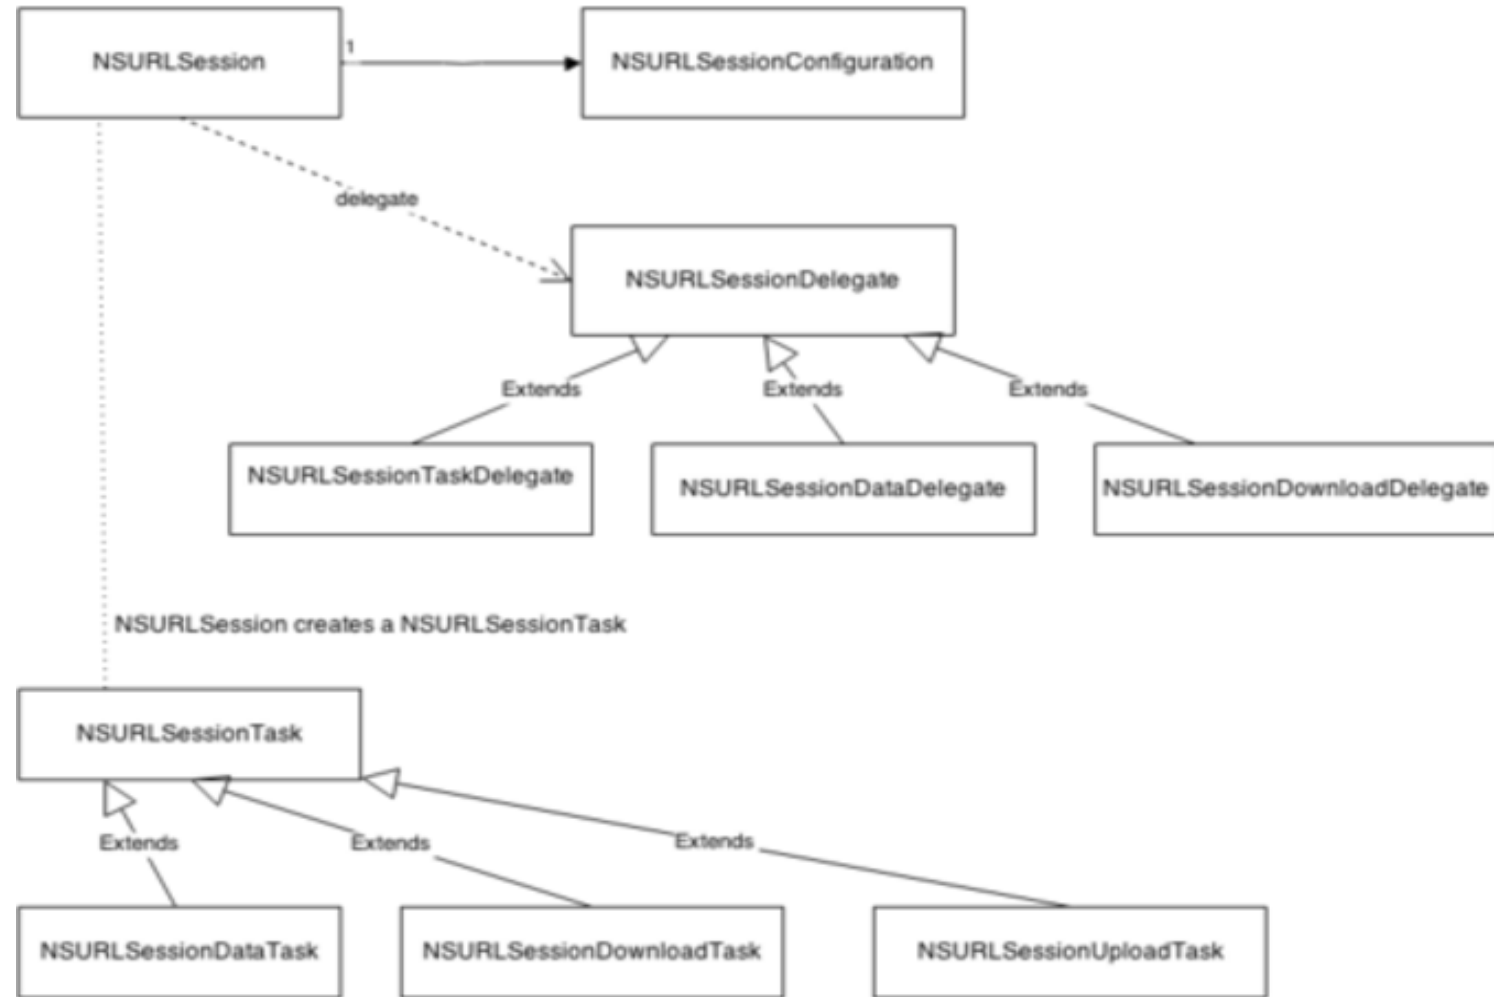 NSURLSession
1
NSURLSessionConfiguration
delegate
NSURLSessionDelegate
Extends
Extends
Extends
NSURLSessionTaskDelegate
NSURLSessionDataDelegate
NSURLSessionDownloadDelegate
NSURLSession creates a NSURLSessionTask
NSURLSessionTask
Extends
Extends
Extends
NSURLSessionDataTask
NSURLSessionDownloadTask
NSURLSessionUploadTask